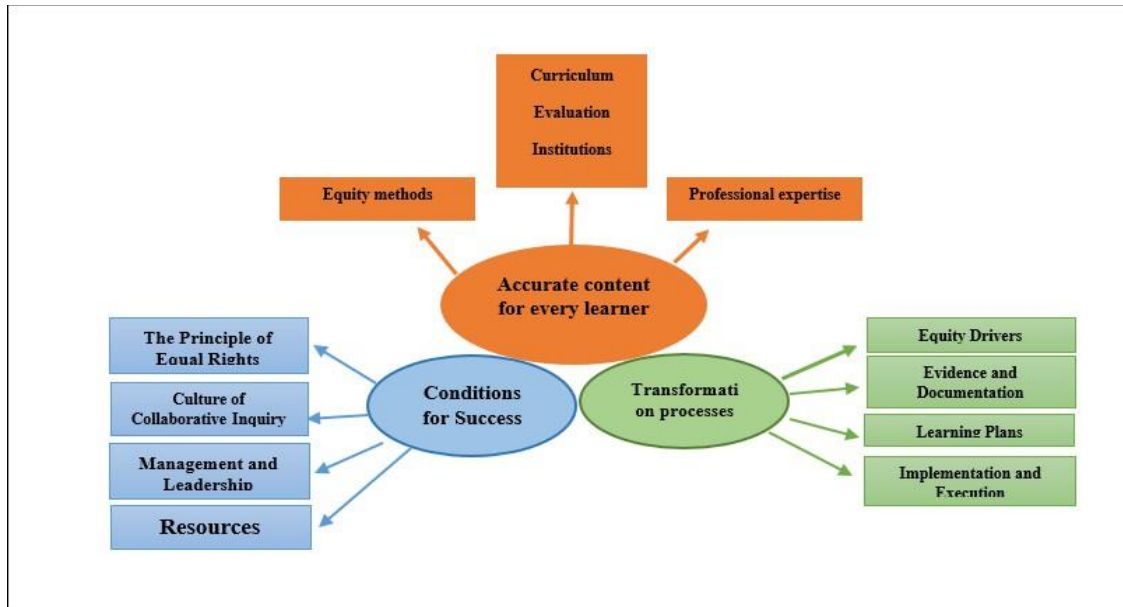 Curriculum
Evaluation
Institutions
Equity methods
Professional expertise
Accurate content
for every learner
The Principle of
Equal Rights
Culture of
Collaborative Inquiry
Management and
Leadership
Resources
Conditions
for Success
Transformati
on processes
Equity Drivers
Evidence and
Documentation
Learning Plans
Implementation and
Execution